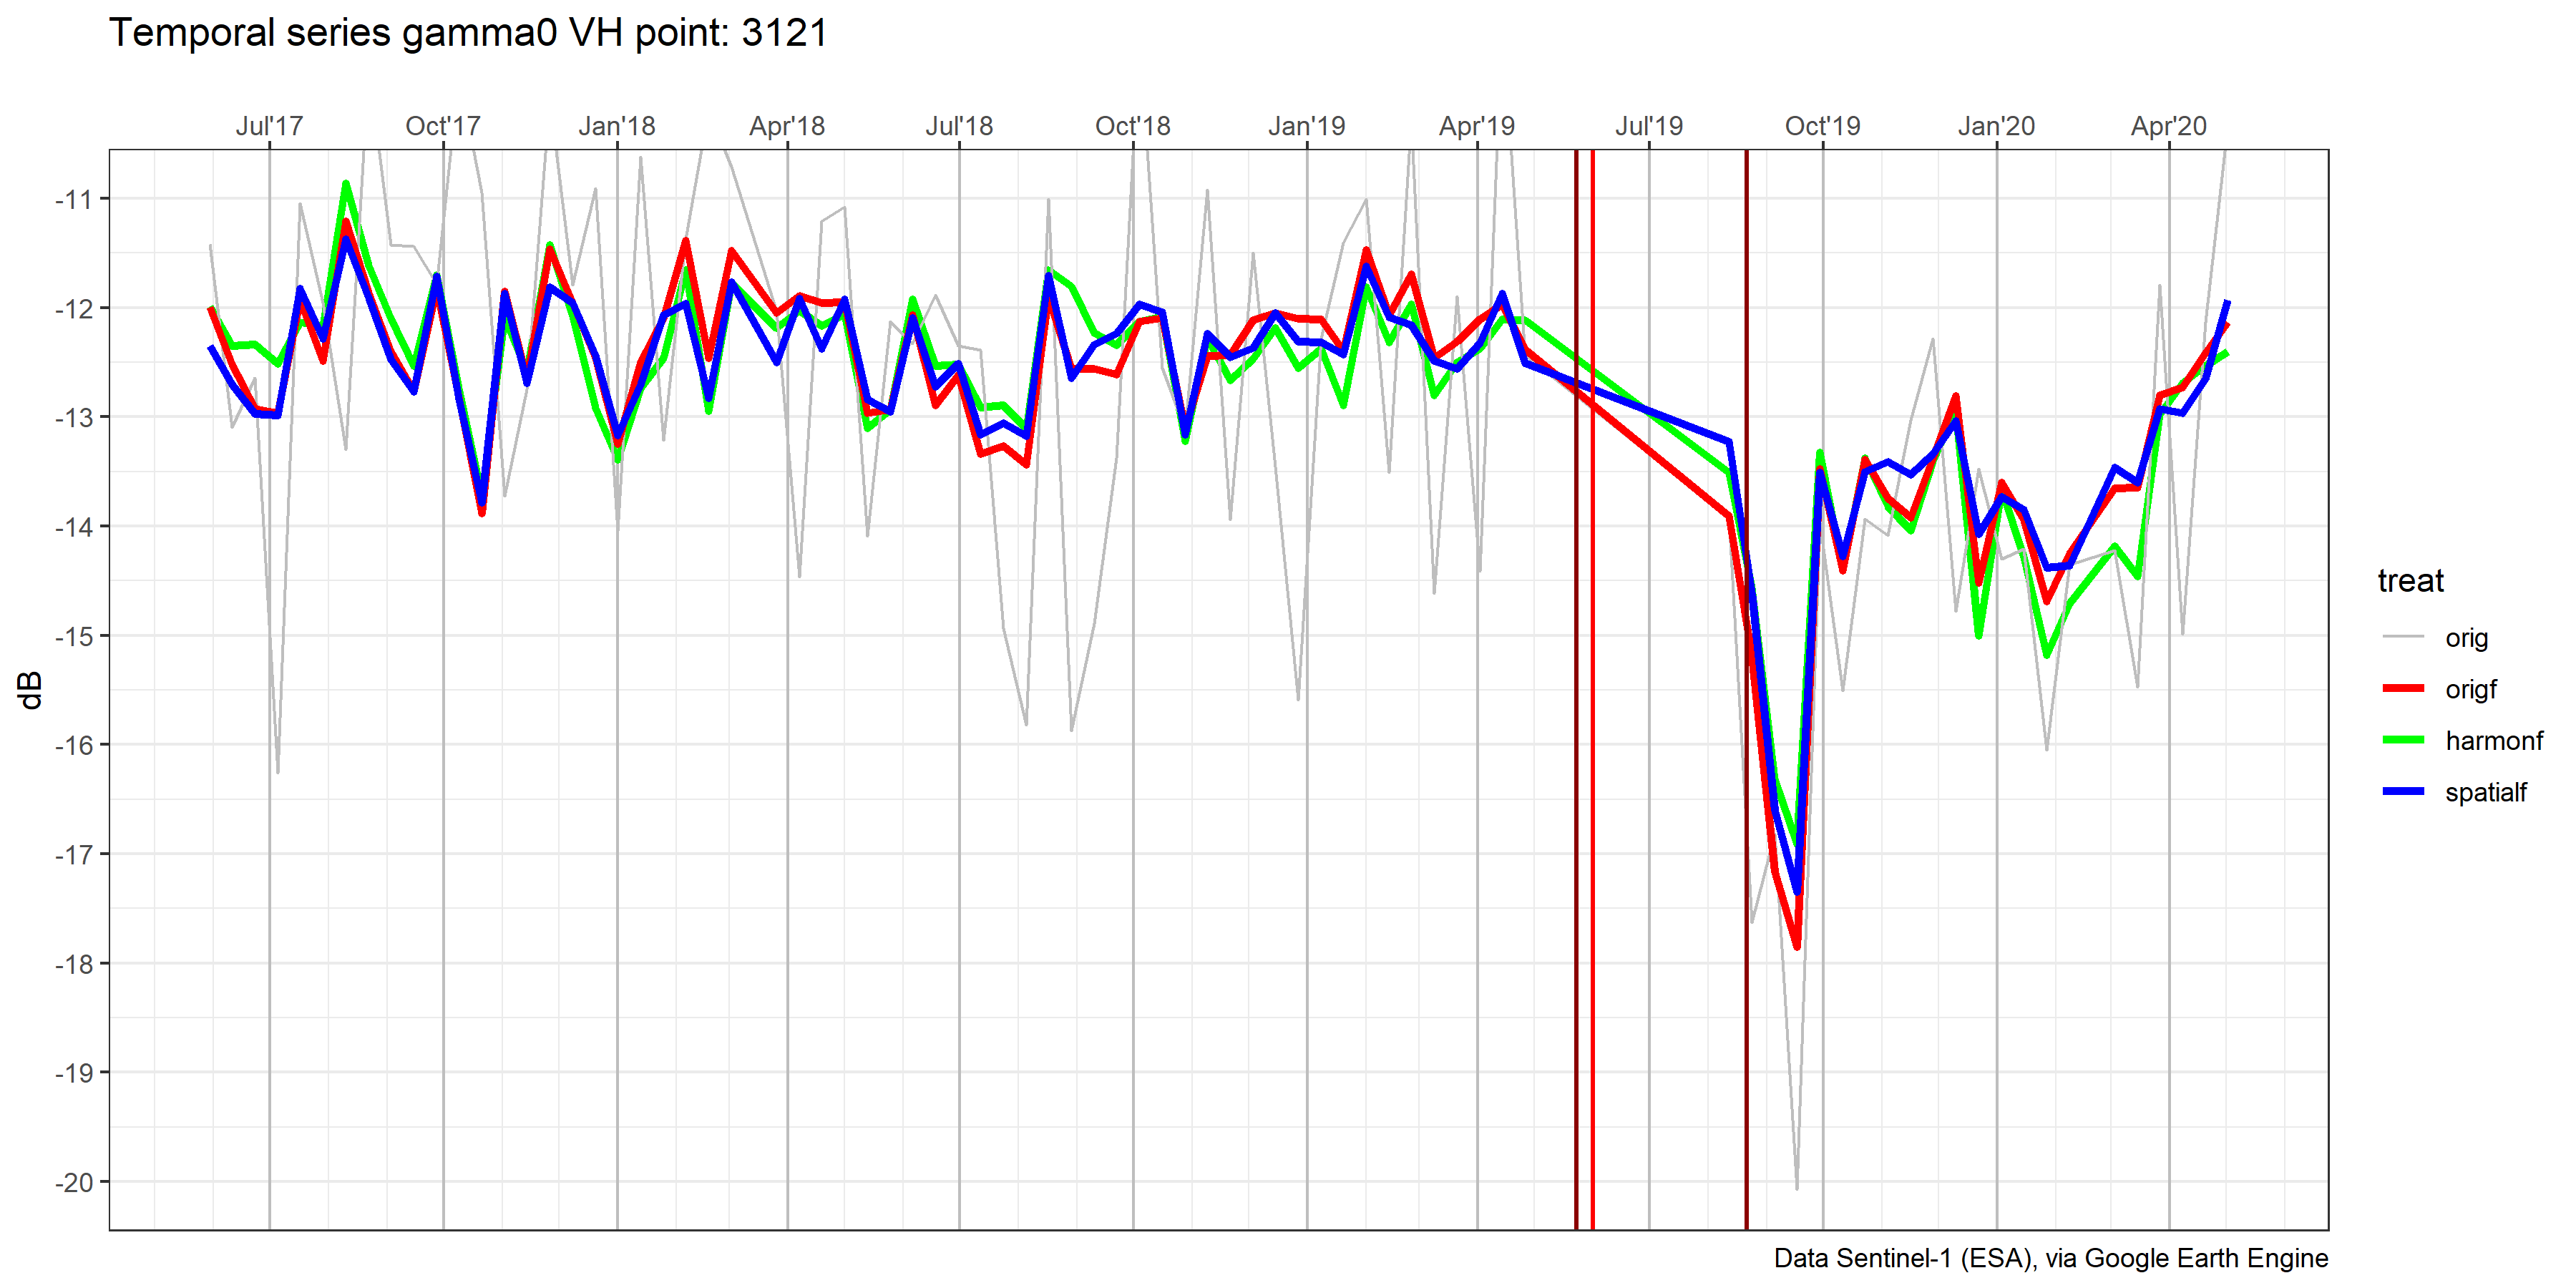 Temporal series gamma0 VH point: 3121
Jul'17 Oct'17 Jan'18 Apr'18 Jul'18 Oct'18 Jan'19 Apr'19 Jul'19 Oct'19 Jan'20 Apr'20
-11
-12
-13
-14
-15
-16
-17
-18
-19
-20
dB
treat
orig
origf
harmonf
spatialf
Data Sentinel-1 (ESA), via Google Earth Engine